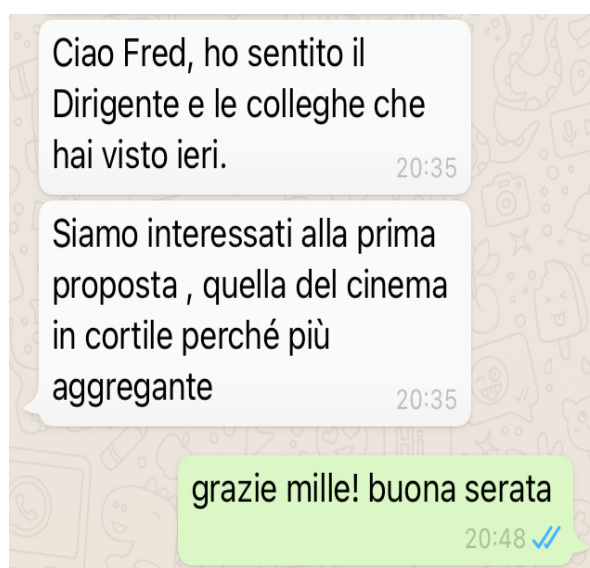 Ciao Fred, ho sentito il
Dirigente e le colleghe che
hai visto ieri.
20:35
Siamo interessati alla prima
proposta , quella del cinema
in cortile perché più
aggregante
20:35
grazie mille! buona serata
20:48